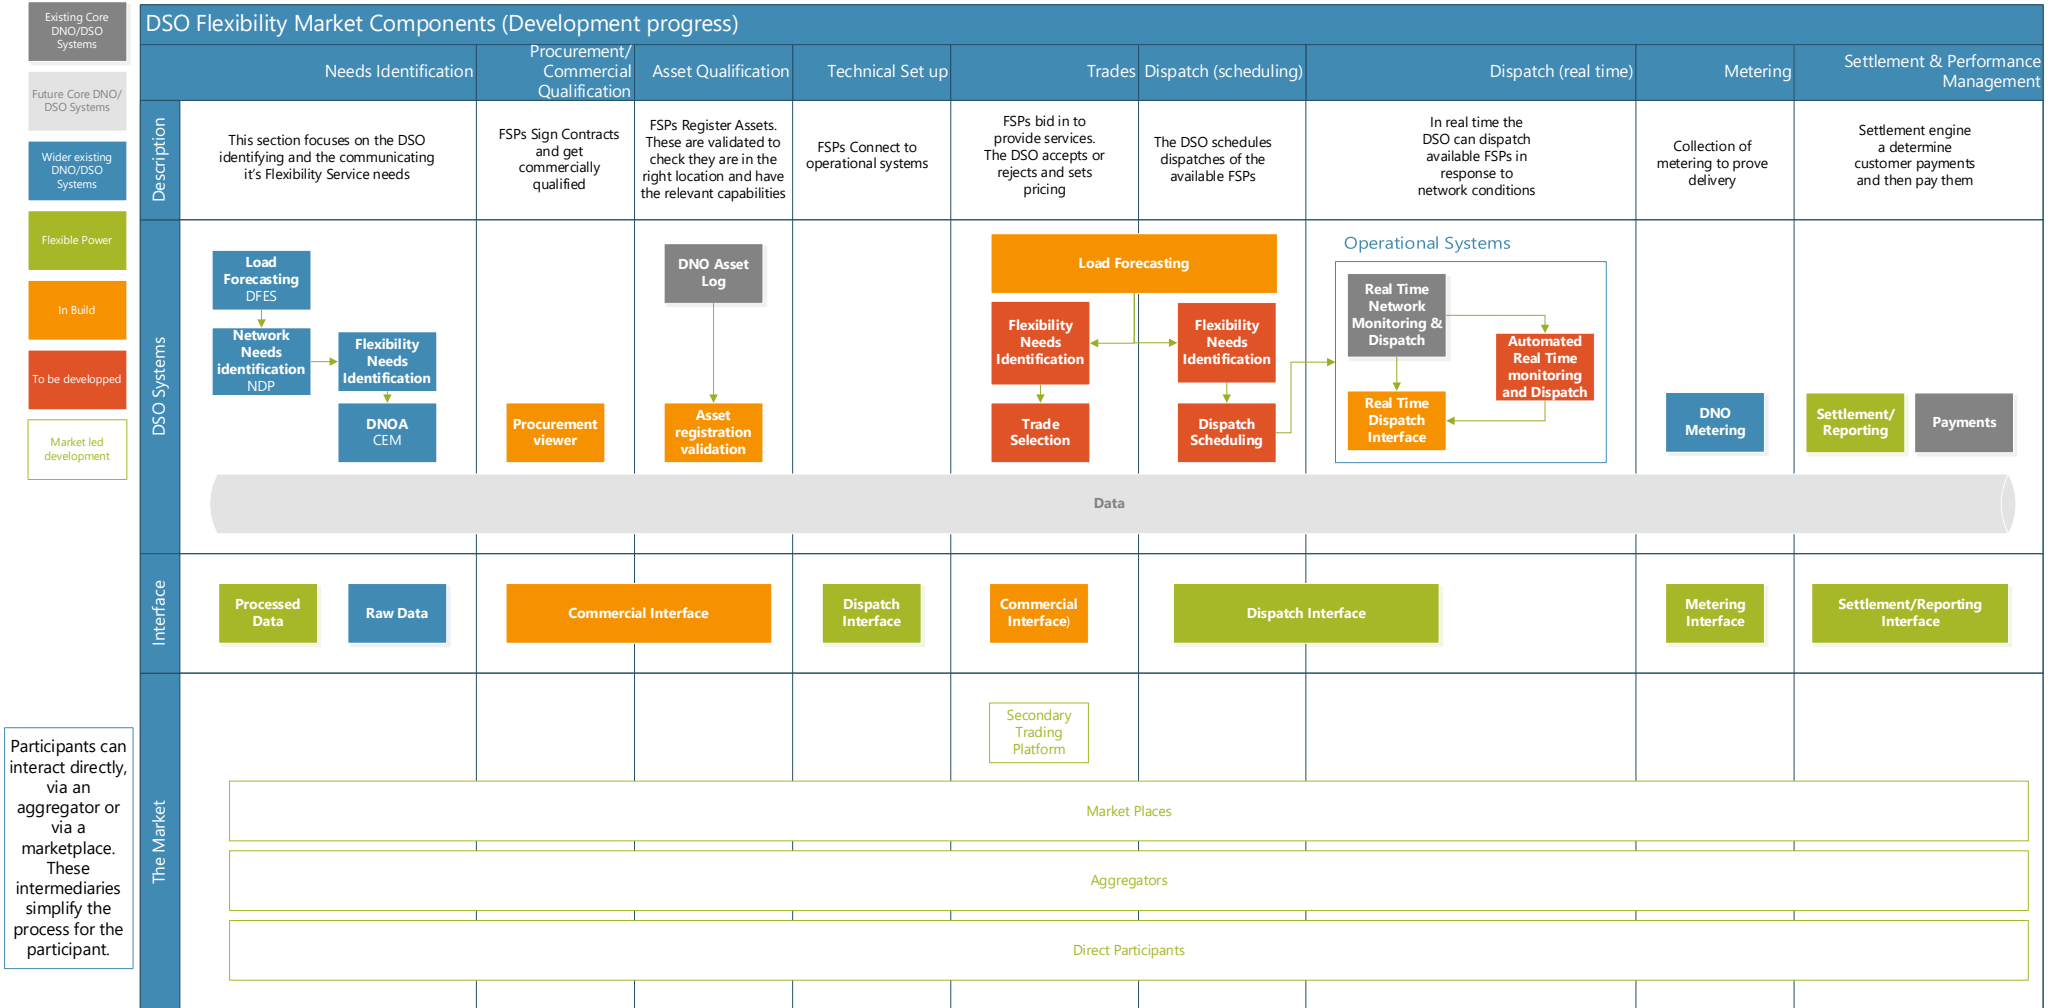 Existing Core
DNO/DSO
Systems
Future Core DNO/
DSO Systems
Wider existing
DNO/DSO
Systems
Flexible Power
In Build
To be developped
Market led
development
Participants can
interact directly,
via an
aggregator or
via a
marketplace.
These
intermediaries
simplify the
process for the
participant.
DSO Flexibility Market Components (Development progress)
Needs Identification
Procurement/
Commercial
Qualification
Asset Qualification
Technical Set up
Trades
Dispatch (scheduling)
Dispatch (real time)
Metering
Settlement & Performance
Management
Description
This section focuses on the DSO
identifying and the communicating
it's Flexibility Service needs
FSPs Sign Contracts
and get
commercially
qualified
FSPs Register Assets.
These are validated to
check they are in the
right location and have
the relevant capabilities
FSPs Connect to
operational systems
FSPs bid in to
provide services.
The DSO accepts or
rejects and sets
pricing
The DSO schedules
dispatches of the
available FSPs
In real time the
DSO can dispatch
available FSPs in
response to
network conditions
Collection of
metering to prove
delivery
Settlement engine
a determine
customer payments
and then pay them
DSO Systems
Load
Forecasting
DFES
Network
Needs
identification
NDP
Flexibility
Needs
Identification
DNOA
CEM
Procurement
viewer
DNO Asset
Log
Asset
registration
validation
Load Forecasting
Flexibility
Needs
Identification
Trade
Selection
Flexibility
Needs
Identification
Dispatch
Scheduling
Operational Systems
Real Time
Network
Monitoring &
Dispatch
Automated
Real Time
monitoring
and Dispatch
Real Time
Dispatch
Interface
DNO
Metering
Settlement/
Reporting
Payments
Data
Interface
Processed
Data
Raw Data
Commercial Interface
Dispatch
Interface
Commercial
Interface)
Dispatch Interface
Metering
Interface
Settlement/Reporting
Interface
The Market
Secondary
Trading
Platform
Market Places
Aggregators
Direct Participants